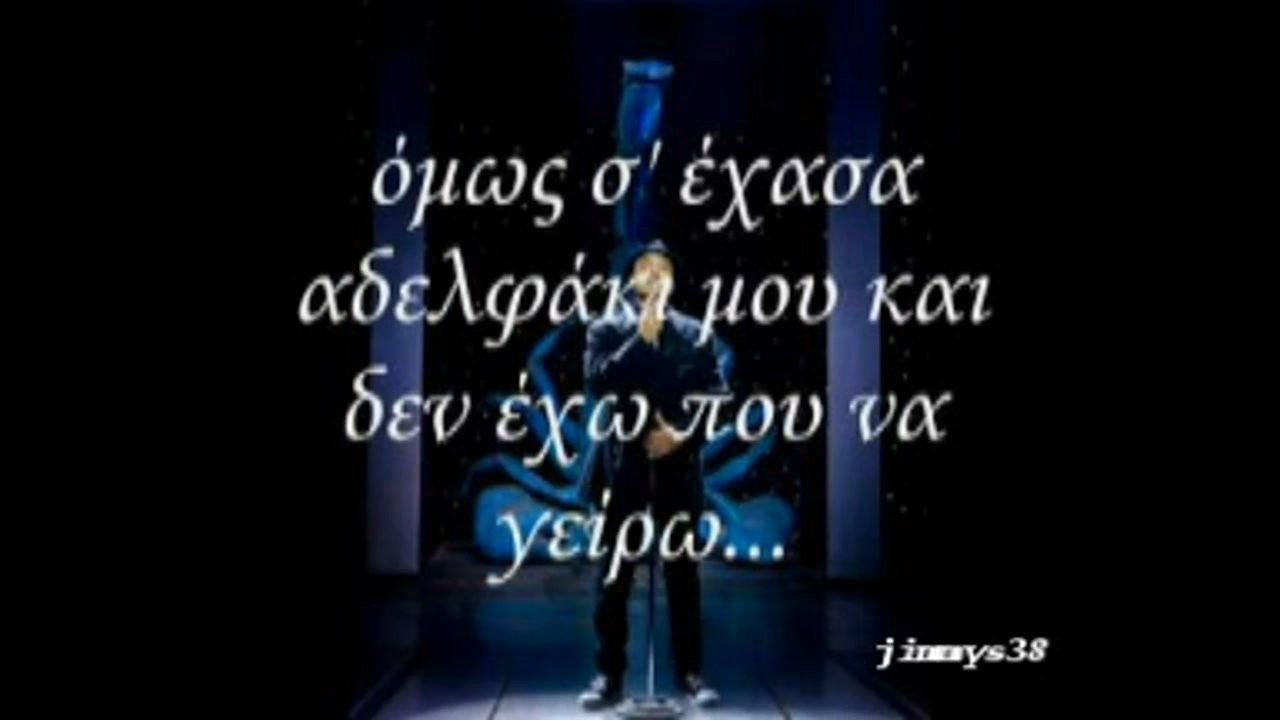 όμως σ' έχασα
αδελφάκι μου και
δεν έχω που να
γείρω...
jimmys38